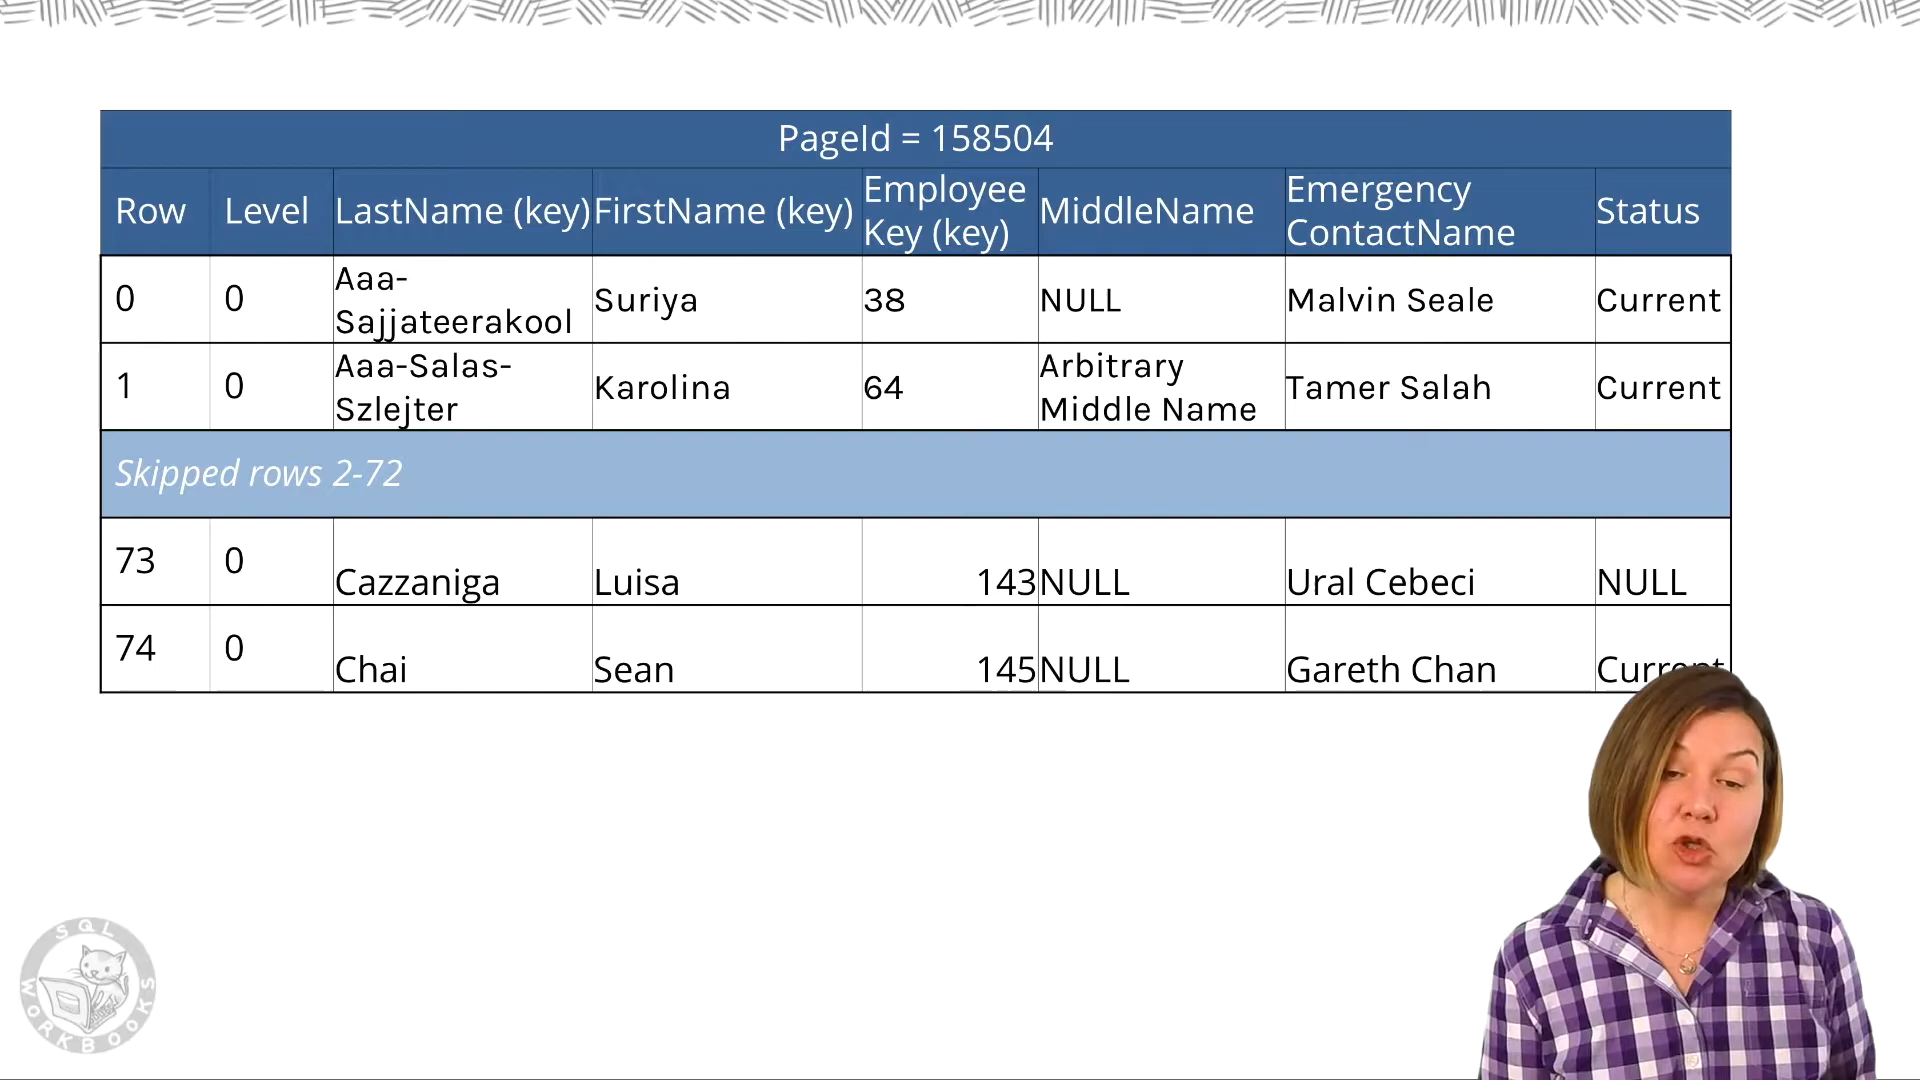 PageId = 158504
Row Level LastName (key) FirstName (key) Employee Key (key) MiddleName Emergency ContactName Status
0 0 Aaa-Sajjateerakool Suriya 38 NULL Malvin Seale Current
1 0 Aaa-Salas-Szlejter Karolina 64 Arbitrary Middle Name Tamer Salah Current
Skipped rows 2-72
73 0 Cazzaniga Luisa 143 NULL Ural Cebeci NULL
74 0 Chai Sean 145 NULL Gareth Chan Current
SQL
WORKBOOKS